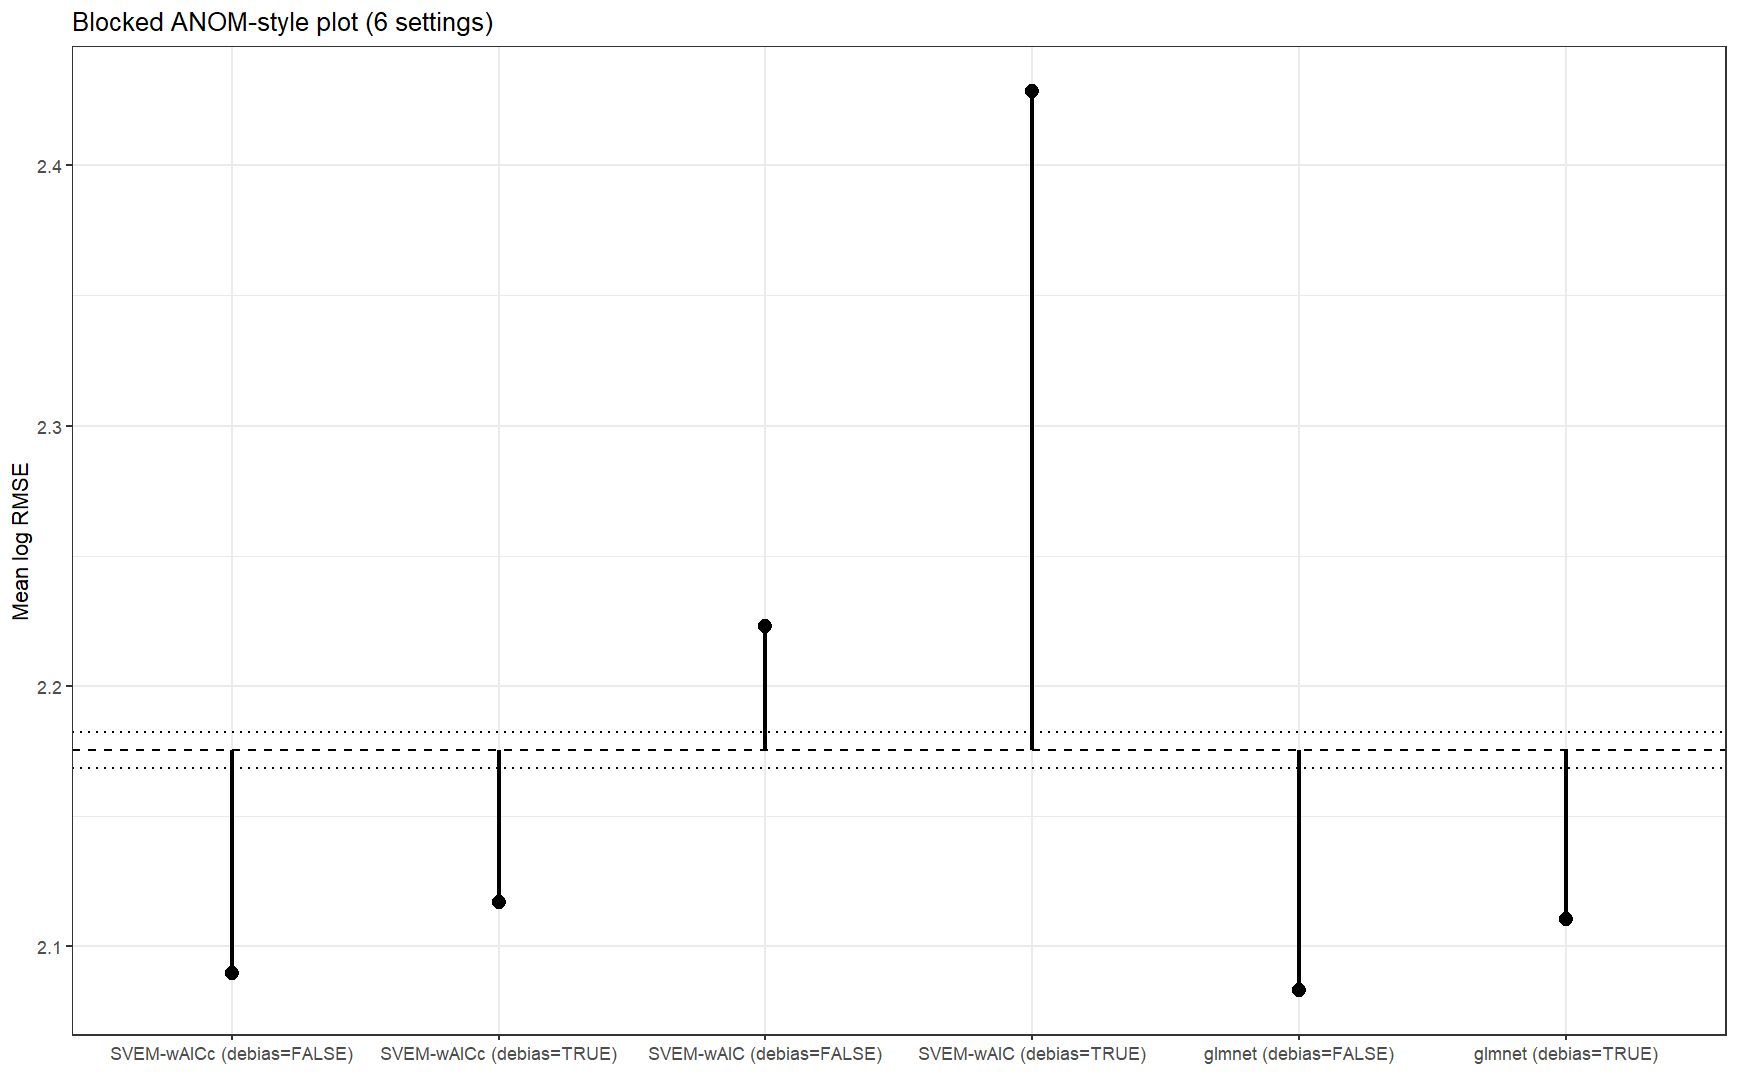 Blocked ANOM-style plot (6 settings)
Mean log RMSE
2.4
2.3
2.2
2.1
SVEM-wAICc (debias=FALSE)
SVEM-wAICc (debias=TRUE)
SVEM-wAIC (debias=FALSE)
SVEM-wAIC (debias=TRUE)
glmnet (debias=FALSE)
glmnet (debias=TRUE)